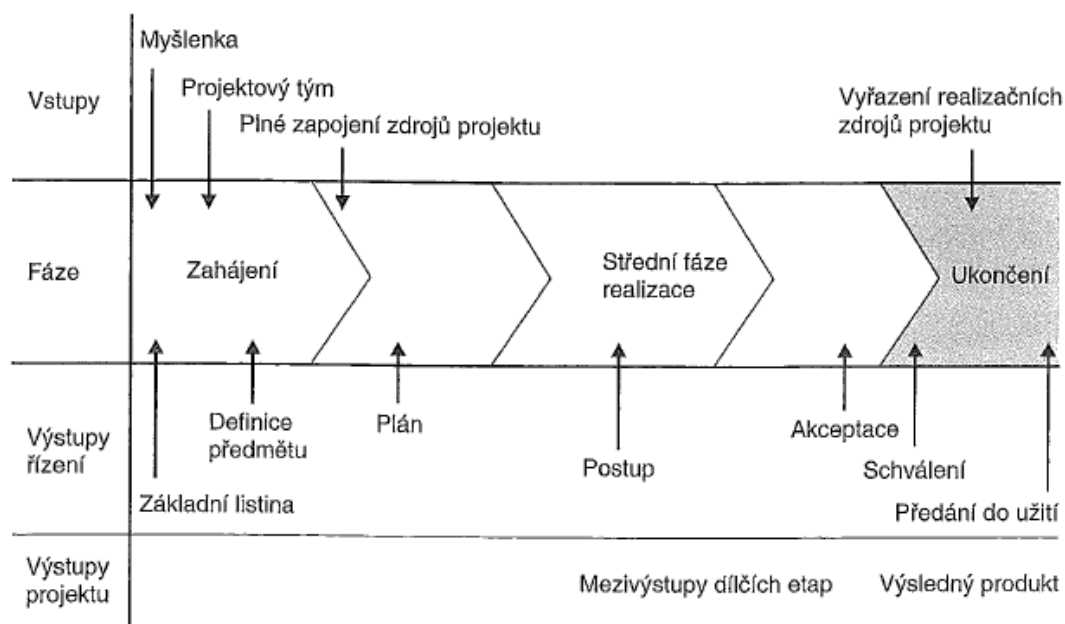 Myšlenka
Vstupy
Projektový tým
Plné zapojení zdrojů projektu
Vyřazení realizačních
zdrojů projektu
Fáze
Zahájení
Střední fáze
realizace
Ukončení
Výstupy
řízení
Základní listina
Definice
předmětu
Plán
Postup
Akceptace
Schválení
Předání do užití
Výstupy
projektu
Mezivýstupy dílčích etap
Výsledný produkt